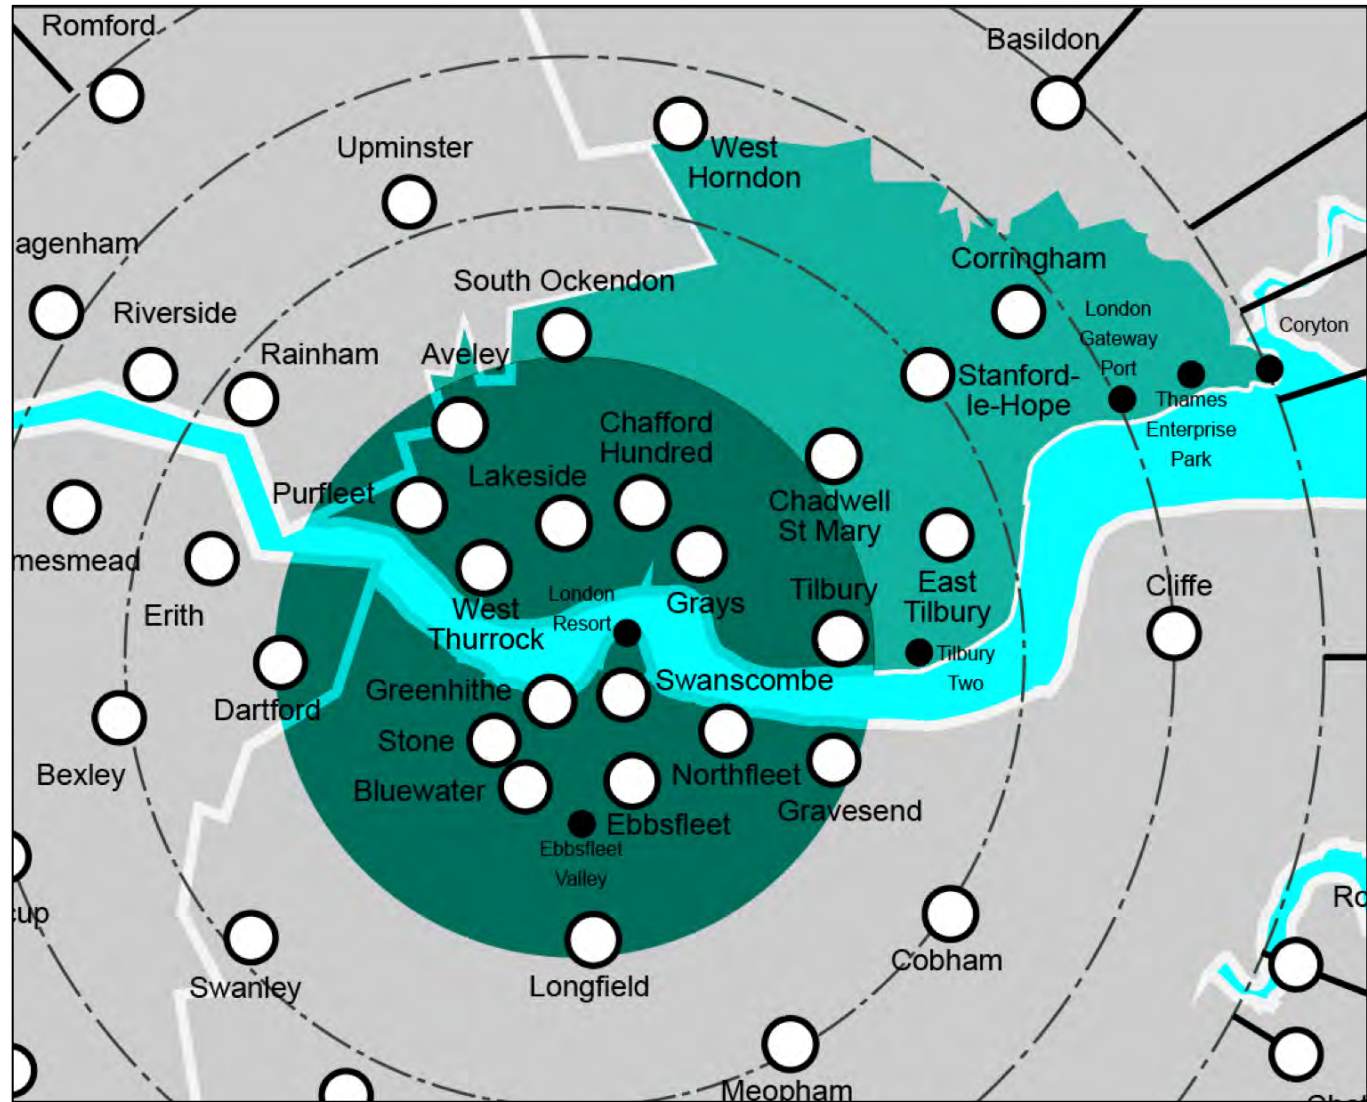 Romford
Basildon
Upminster
West
Horndon
agenham
Corringham
South Ockendon
Riverside
London
Gateway
Port
Coryton
Rainham
Aveley
Stanford-
le-Hope
Thames
Enterprise
Park
Chafford
Hundred
Lakeside
Purfleet
Chadwell
St Mary
mesmead
Erith
West
Thurrock
London
Resort
Grays
Tilbury
East
Tilbury
Cliffe
Tilbury
Two
Greenhithe
Swanscombe
Dartford
Stone
Bexley
Bluewater
Northfleet
Gravesend
Ebbsfleet
Ebbsfleet
Valley
cup
Ro
Swanley
Longfield
Cobham
Meopham